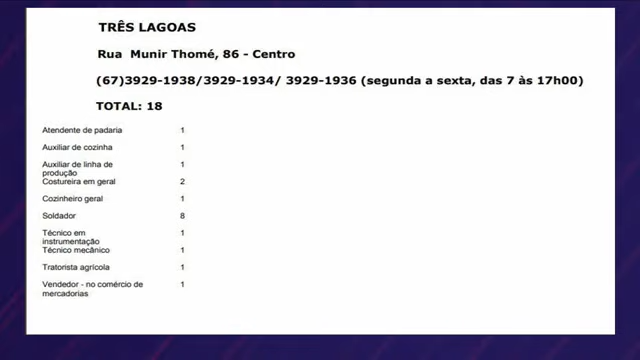 TRÊS LAGOAS
Rua Munir Thomé, 86 - Centro
(67)3929-1938/3929-1934/ 3929-1936 (segunda a sexta, das 7 às 17h00)
TOTAL: 18
Atendente de padaria 1
Auxiliar de cozinha 1
Auxiliar de linha de 1
produção
Costureira em geral 2
Cozinheiro geral 1
Soldador 8
Técnico em 1
instrumentação
Técnico mecânico 1
Tratorista agrícola 1
Vendedor - no comércio de 1
mercadorias